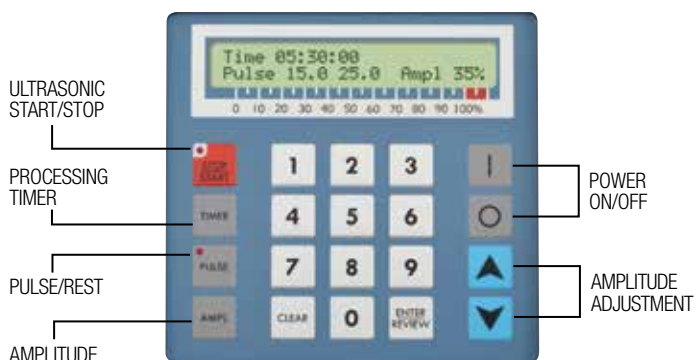 Time 05:30:00
Pulse 15.0 25.0 Ampl 35%
0 10 20 30 40 50 60 70 80 90 100%
ULTRASONIC
START/STOP
STOP
START
1 2 3
I
POWER
ON/OFF
PROCESSING
TIMER
TIMER
4 5 6
O
PULSE/REST
PULSE
7 8 9
AMPLITUDE
ADJUSTMENT
AMPLITUDE
AMPL
CLEAR
0
ENTER
REVIEW